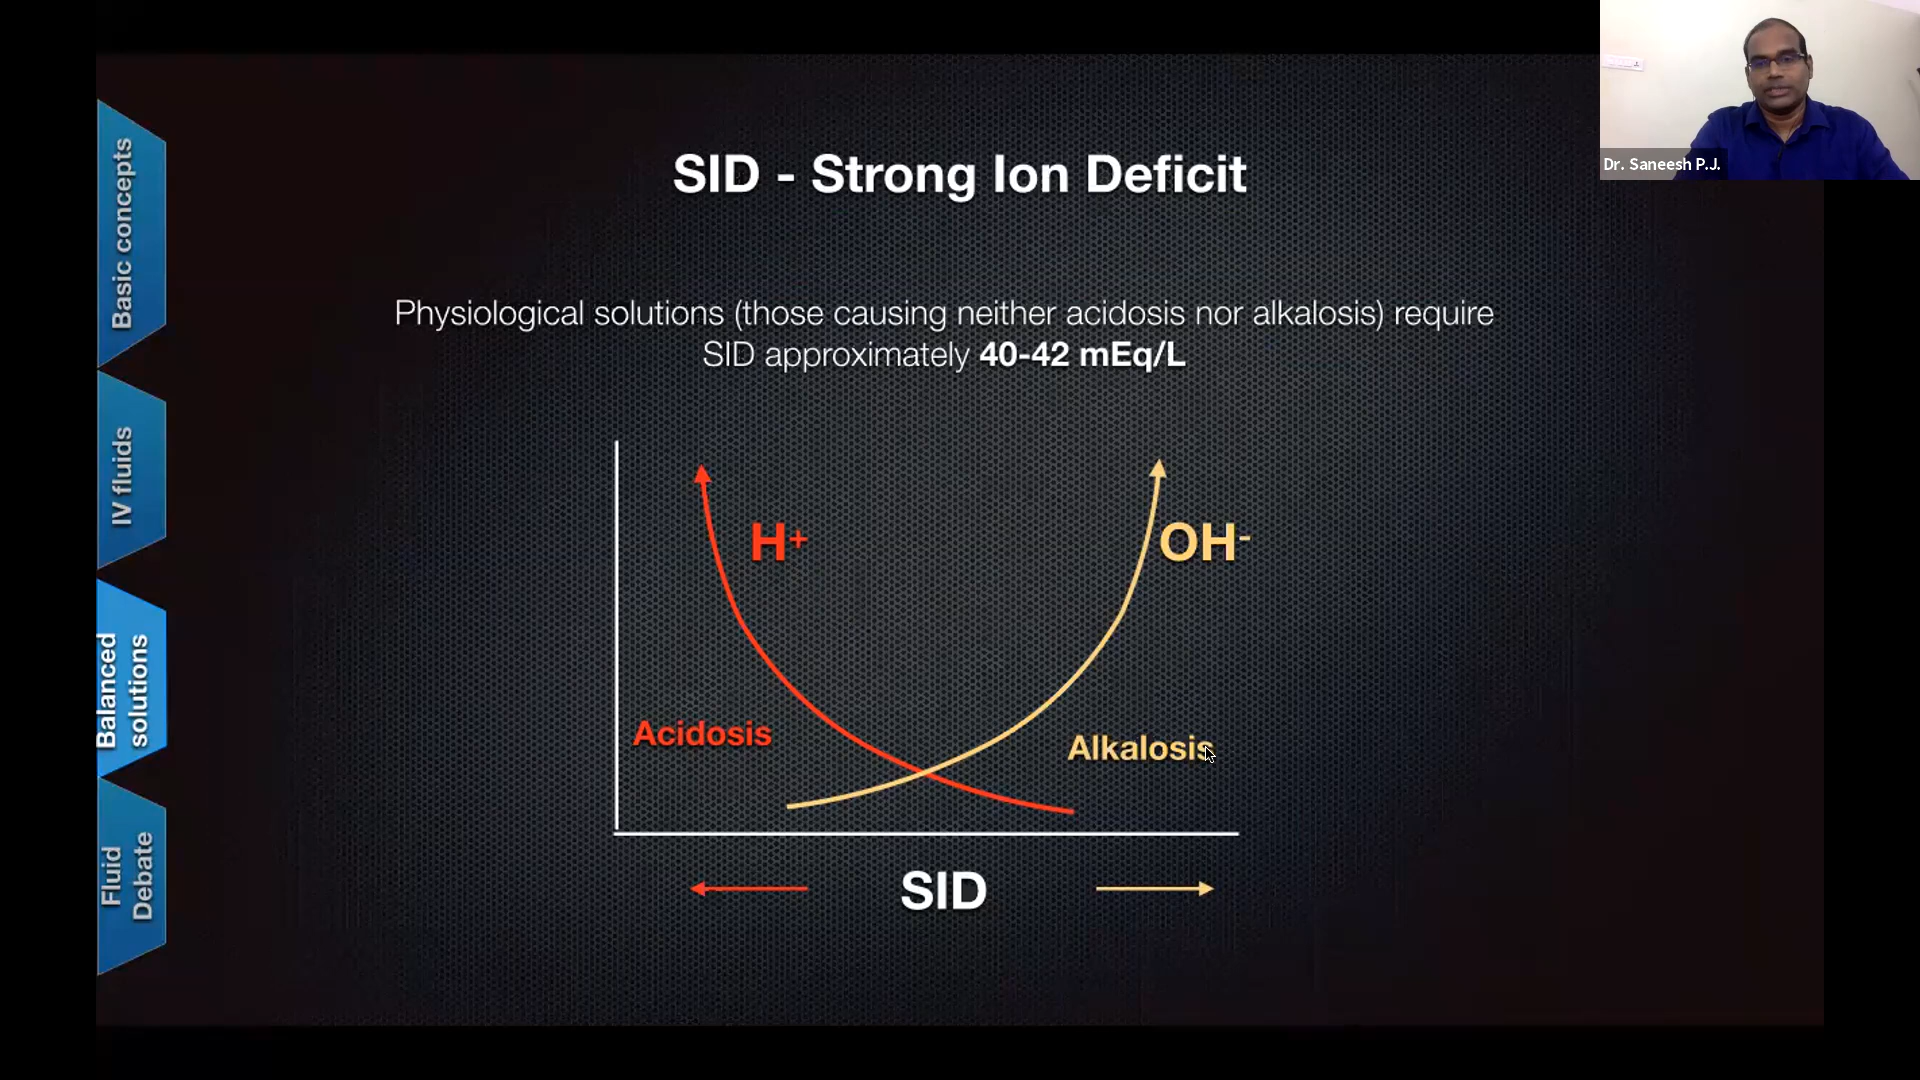 SID - Strong Ion Deficit
Dr. Saneesh P.J.
Physiological solutions (those causing neither acidosis nor alkalosis) require
SID approximately 40-42 mEq/L
Basic concepts
IV fluids
Balanced
solutions
Fluid
Debate
H+
OH-
Acidosis
Alkalosis
SID